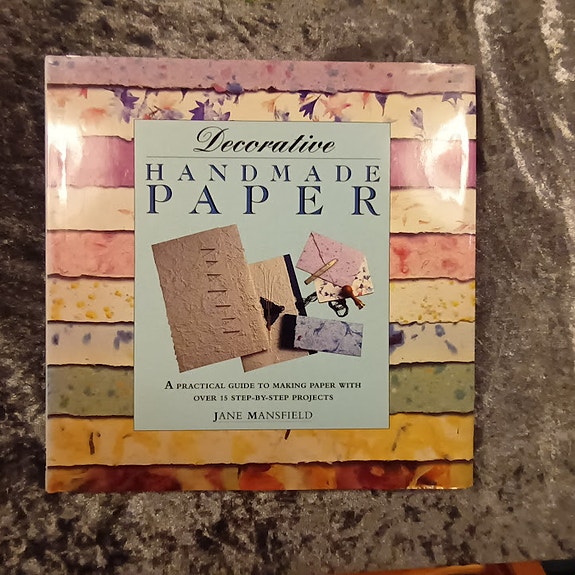 Decorative
HANDMADE
PAPER
A PRACTICAL GUIDE TO MAKING PAPER WITH
OVER 15 STEP-BY-STEP PROJECTS
JANE MANSFIELD